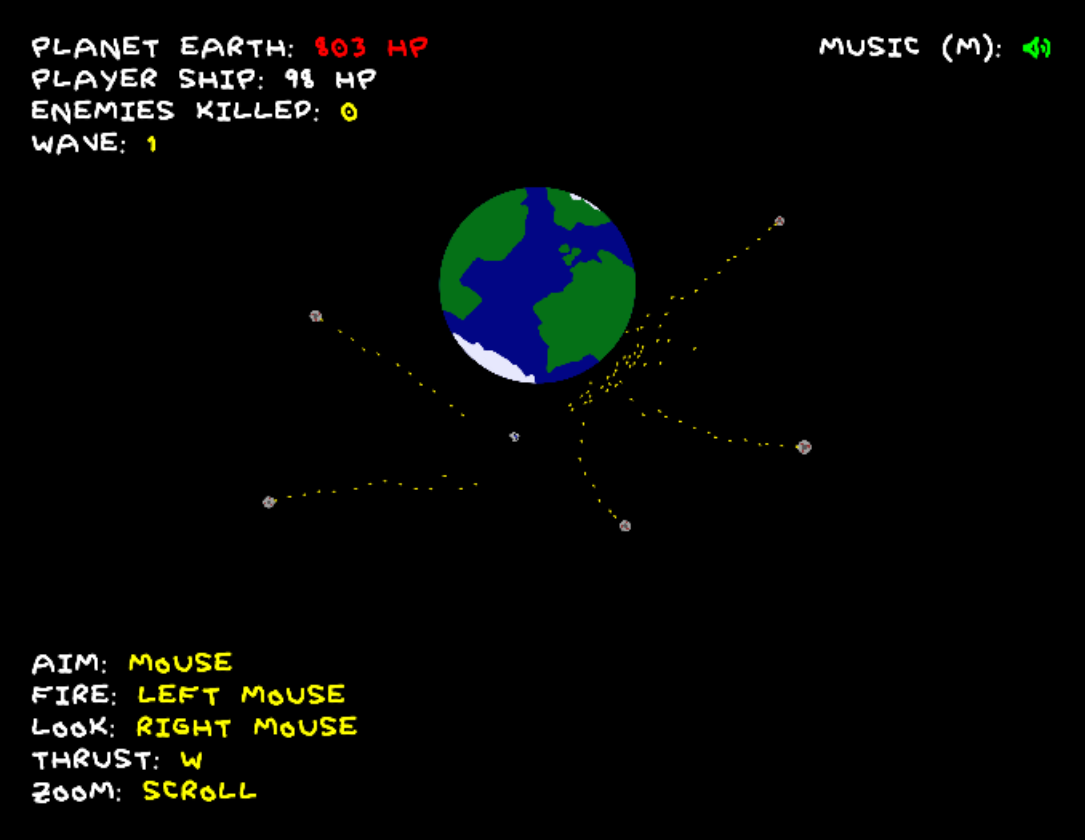 PLANET EARTH: 803 HP
MUSIC (M):
PLAYER SHIP: 98 HP
ENEMIES KILLED: 0
WAVE: 1
AIM: MOUSE
FIRE: LEFT MOUSE
LOOK: RIGHT MOUSE
THRUST: W
ZOOM: SCROLL